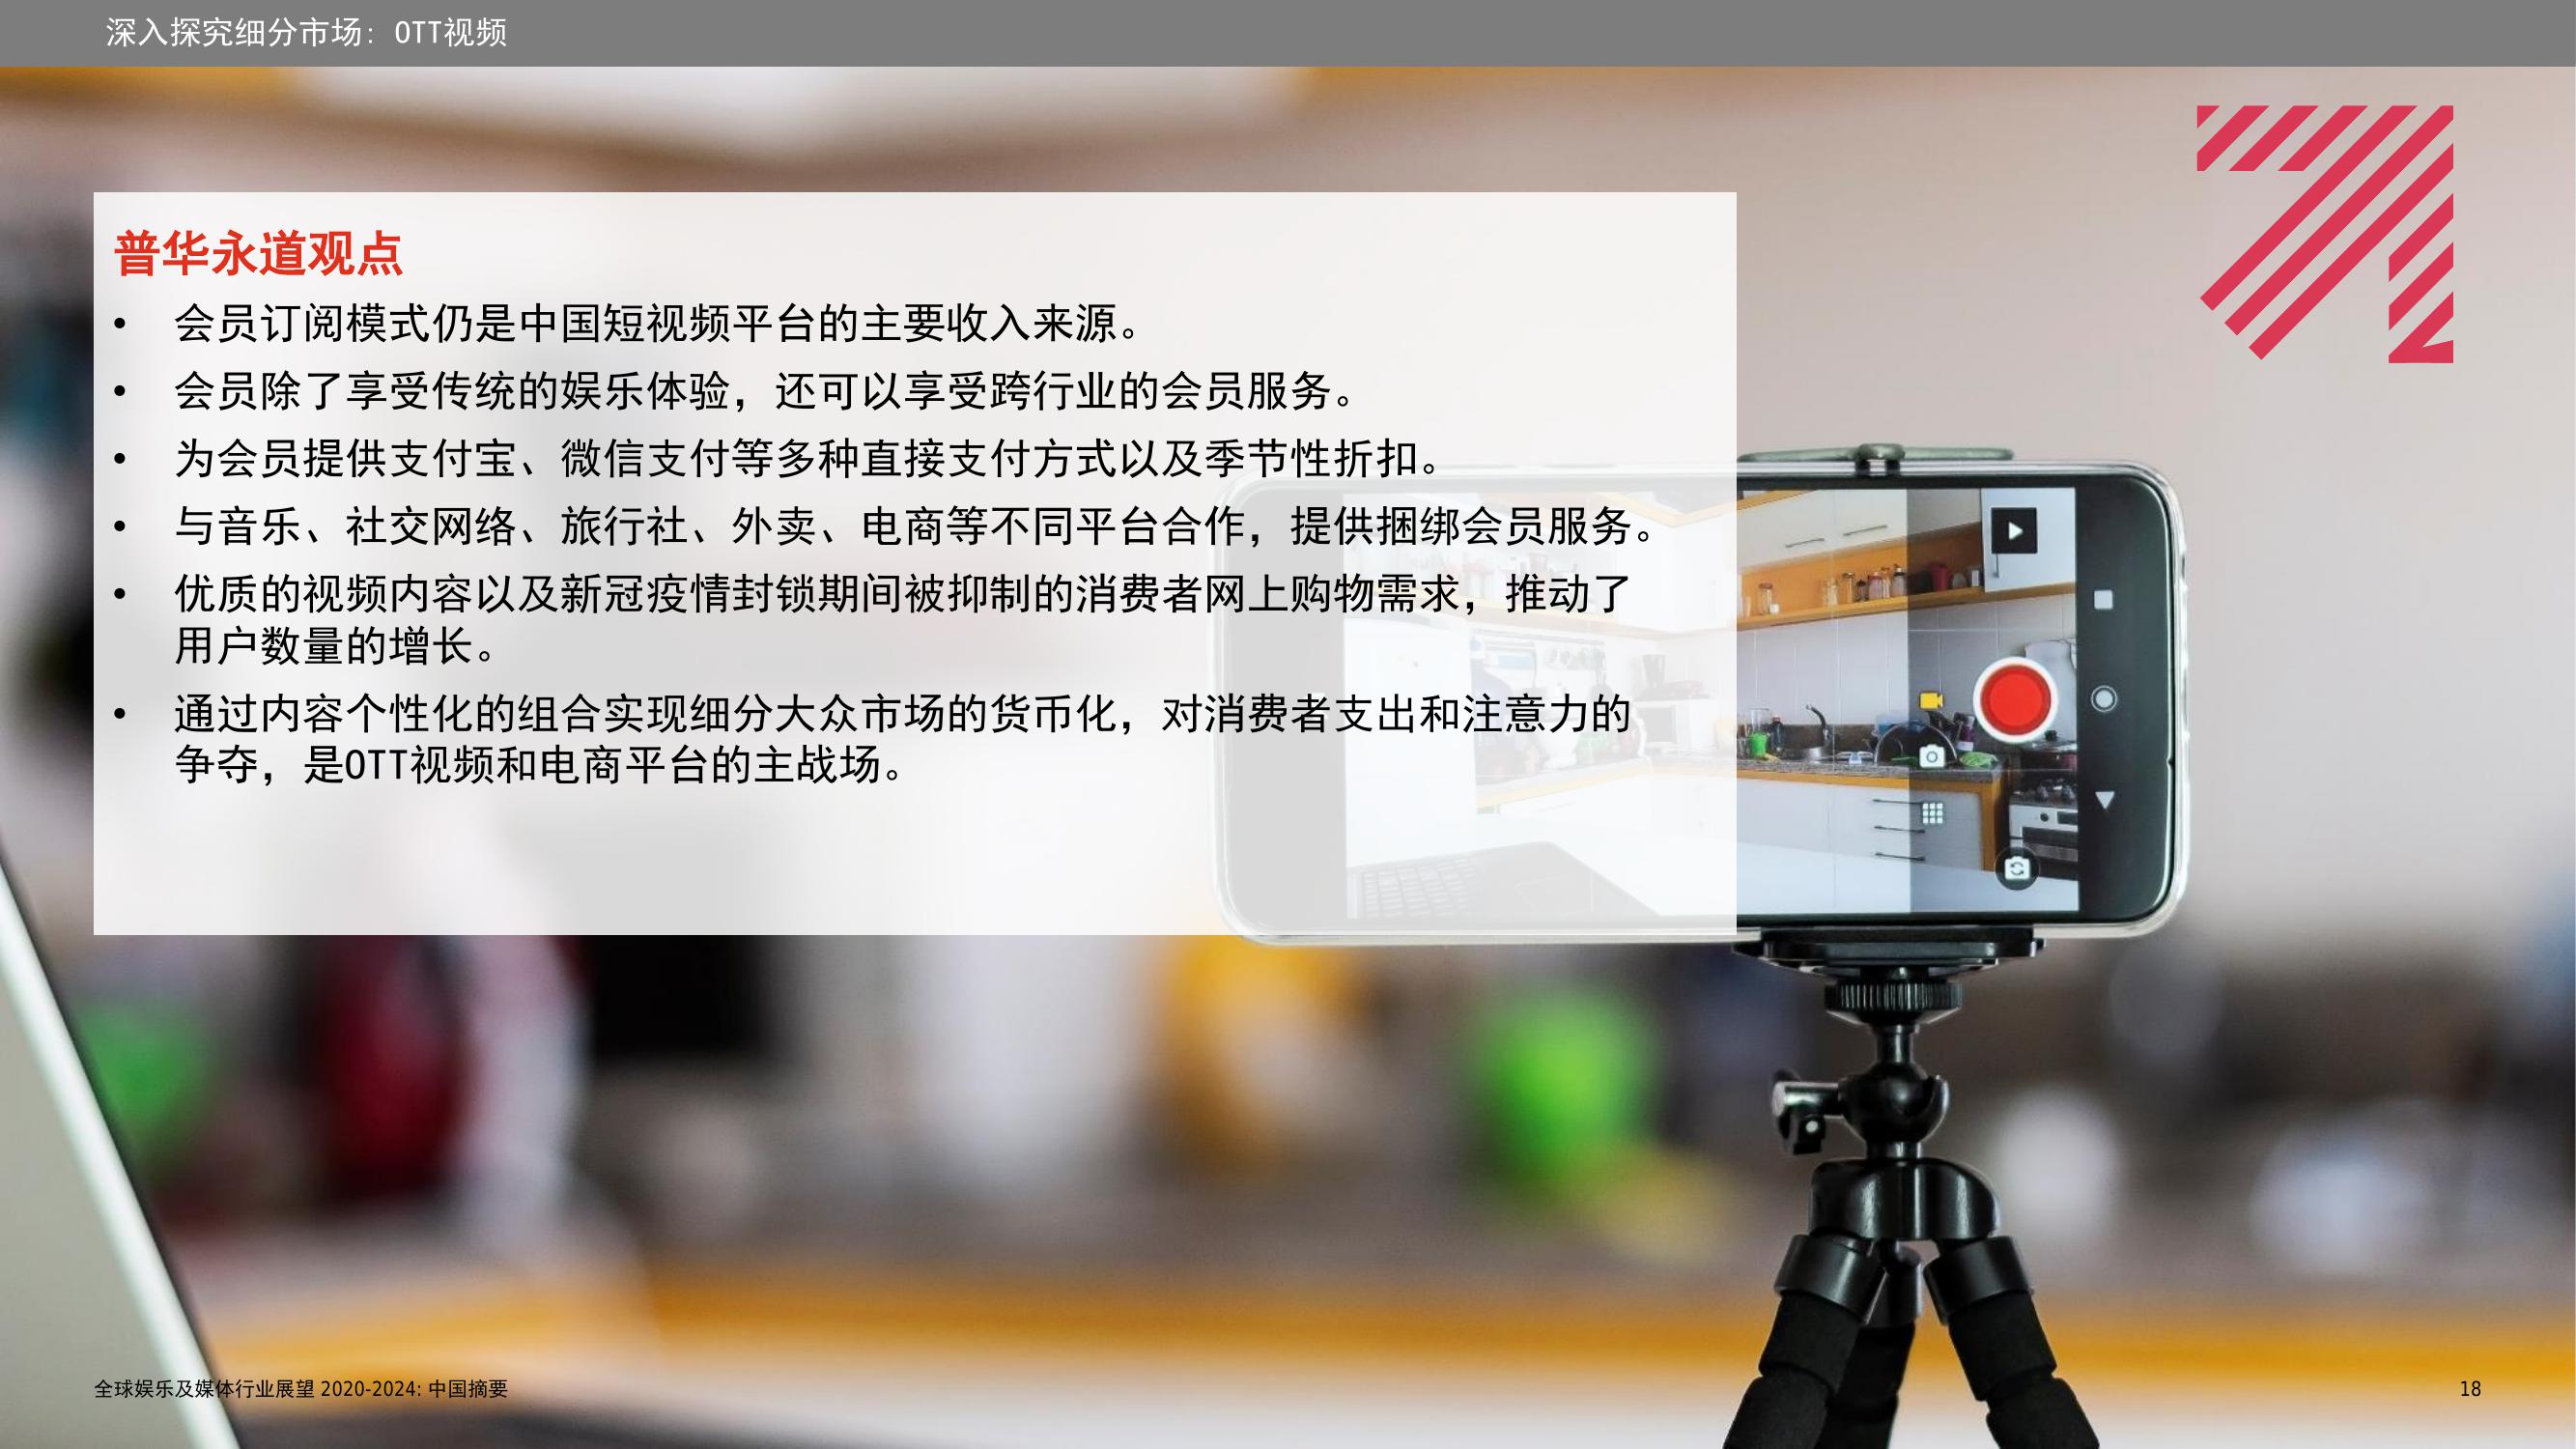 深入探究细分市场：OTT视频
普华永道观点
• 会员订阅模式仍是中国短视频平台的主要收入来源。
• 会员除了享受传统的娱乐体验，还可以享受跨行业的会员服务。
• 为会员提供支付宝、微信支付等多种直接支付方式以及季节性折扣。
• 与音乐、社交网络、旅行社、外卖、电商等不同平台合作，提供捆绑会员服务。
• 优质的视频内容以及新冠疫情封锁期间被抑制的消费者网上购物需求，推动了
用户数量的增长。
• 通过内容个性化的组合实现细分大众市场的货币化，对消费者支出和注意力的
争夺，是OTT视频和电商平台的主战场。
全球娱乐及媒体行业展望 2020-2024: 中国摘要
18